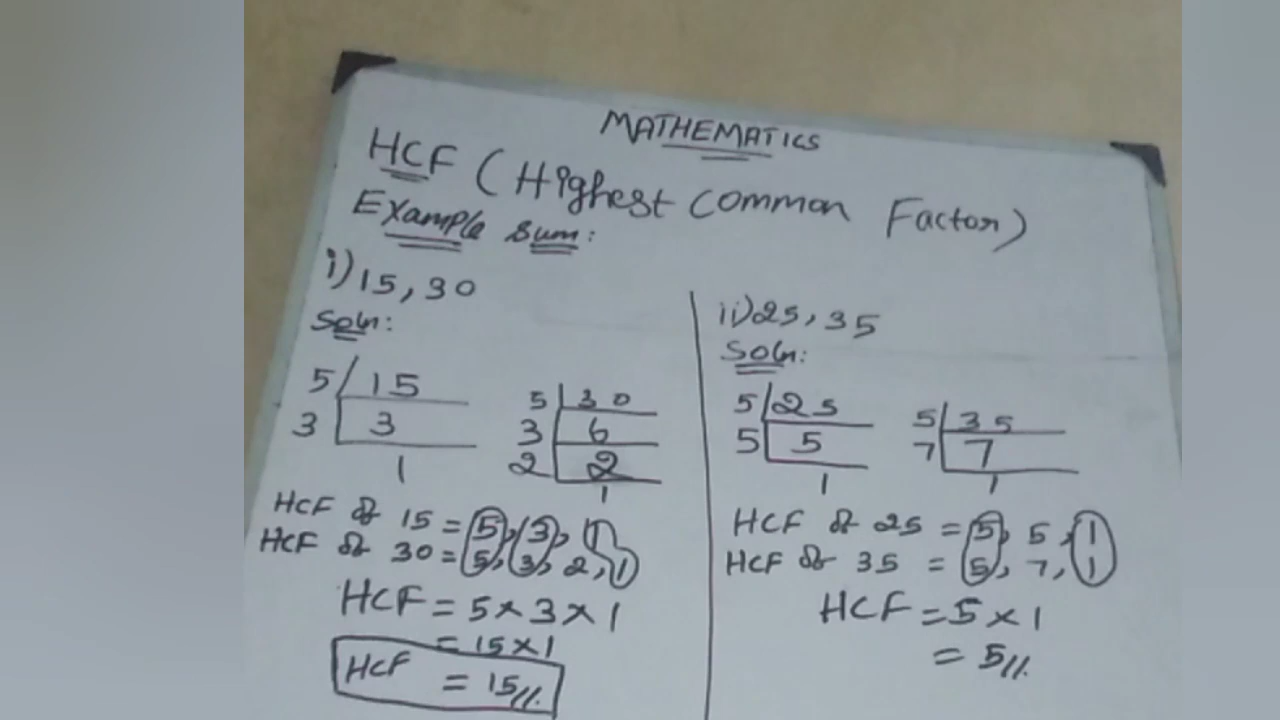 MATHEMATICS
HCF (Highest Common Factor)
Example Sum:
i) 15, 30
Soln:
5 15
3 3
1
5 30
3 6
2 2
1
HCF of 15 = 5, 3, 1
HCF of 30 = 5, 3, 2, 1
HCF = 5 × 3 × 1
= 15 × 1
HCF = 15//.
ii) 25, 35
Soln:
5 25
5 5
1
5 35
7 7
1
HCF of 25 = 5, 5, 1
HCF of 35 = 5, 7, 1
HCF = 5 × 1
= 5//.